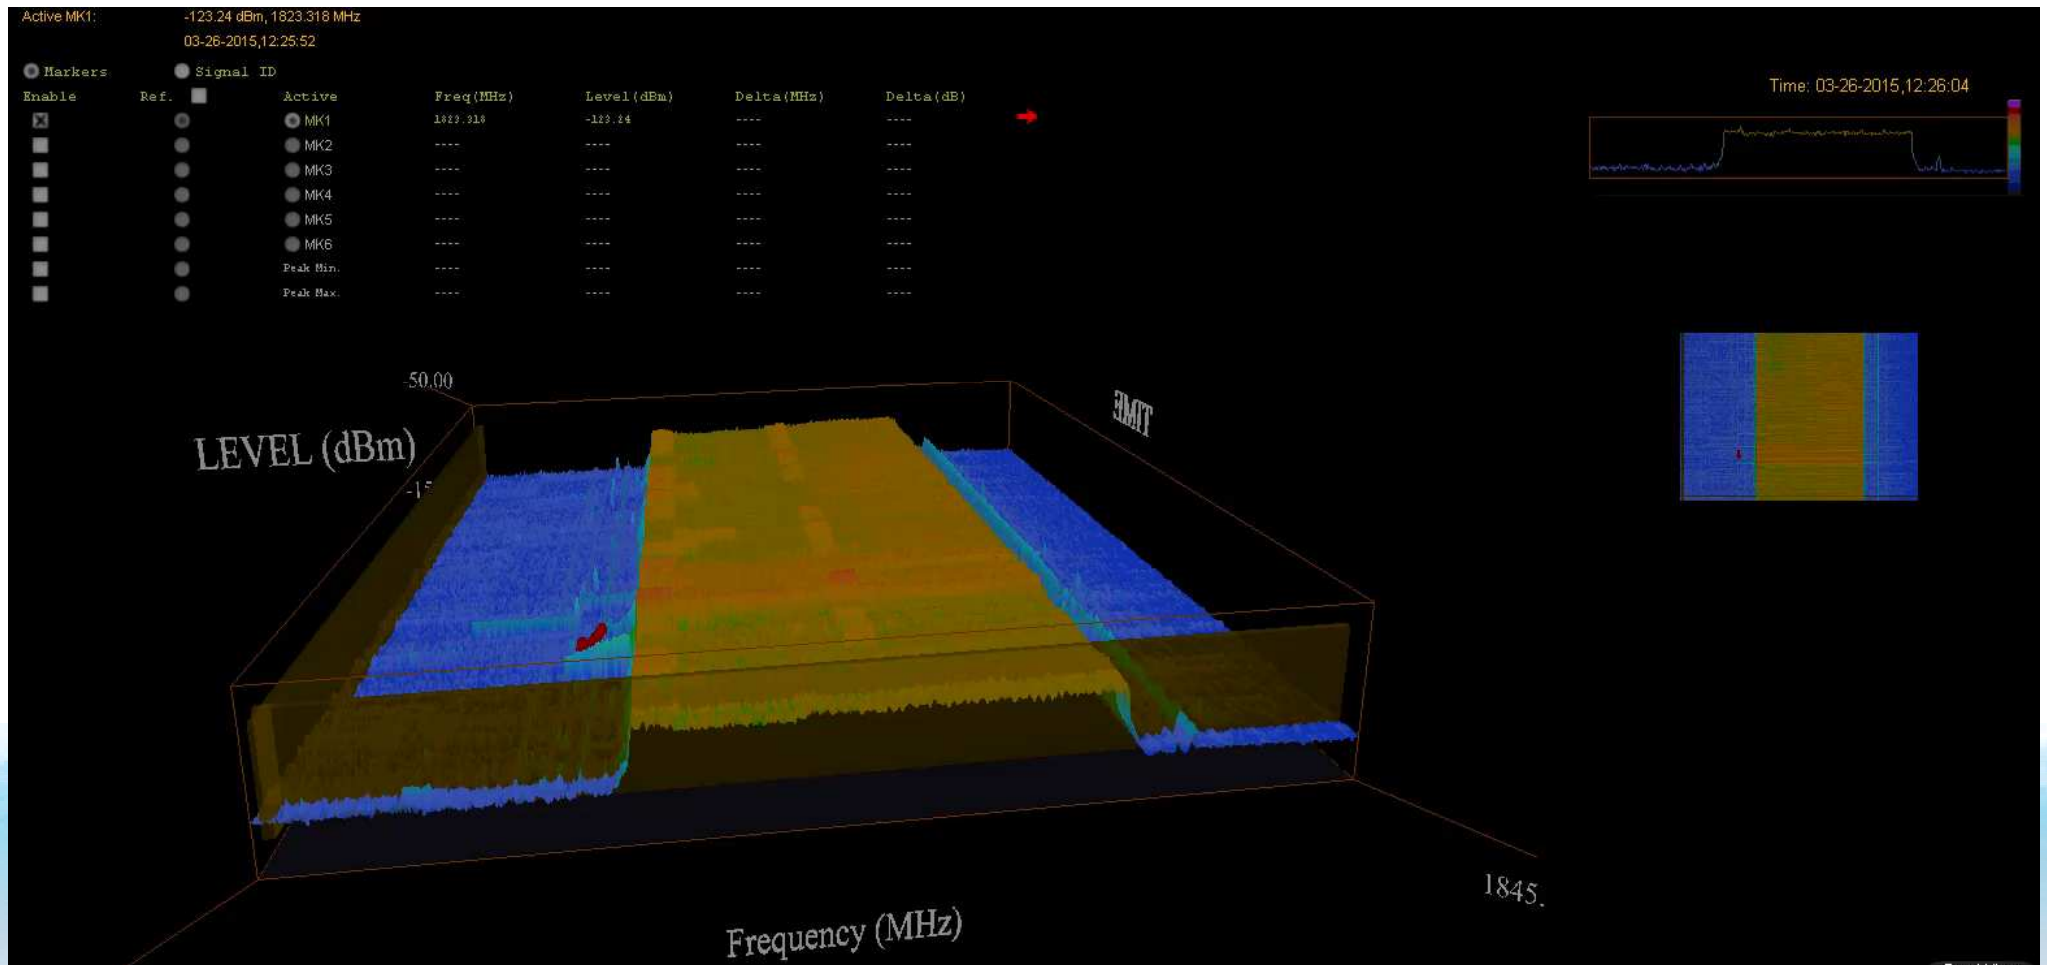 Active MK1: -123.24 dBm, 1823.318 MHz
03-26-2015,12:25:52
Markers Signal ID
Enable Ref. Active Freq(MHz) Level(dBm) Delta(MHz) Delta(dB)
MK1 1823.318 -123.24 ---- ----
MK2 ---- ---- ---- ----
MK3 ---- ---- ---- ----
MK4 ---- ---- ---- ----
MK5 ---- ---- ---- ----
MK6 ---- ---- ---- ----
Peak Min. ---- ---- ---- ----
Peak Max. ---- ---- ---- ----
Time: 03-26-2015,12:26:04
-50.00
TIME
LEVEL (dBm)
-15
1845.
Frequency (MHz)